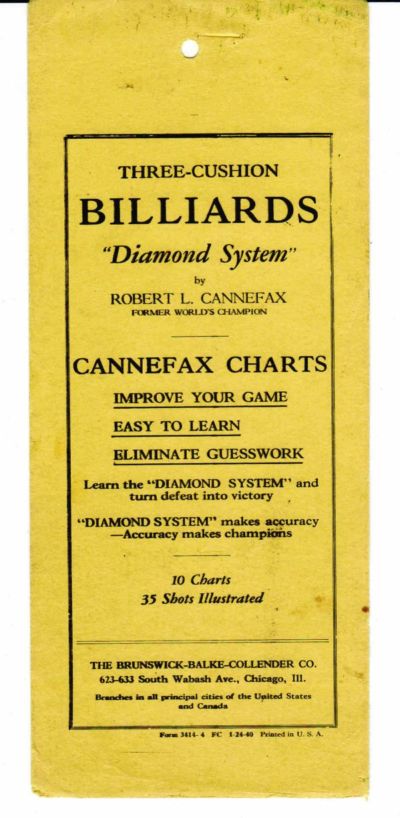 THREE-CUSHION
BILLIARDS
"Diamond System"
by
ROBERT L. CANNEFAX
FORMER WORLD'S CHAMPION
CANNEFAX CHARTS
IMPROVE YOUR GAME
EASY TO LEARN
ELIMINATE GUESSWORK
Learn the "DIAMOND SYSTEM" and
turn defeat into victory
"DIAMOND SYSTEM" makes accuracy
—Accuracy makes champions
10 Charts
35 Shots Illustrated
THE BRUNSWICK-BALKE-COLLENDER CO.
623-633 South Wabash Ave., Chicago, Ill.
Branches in all principal cities of the United States
and Canada
Form 3414-4 FC 1-24-40 Printed in U. S. A.